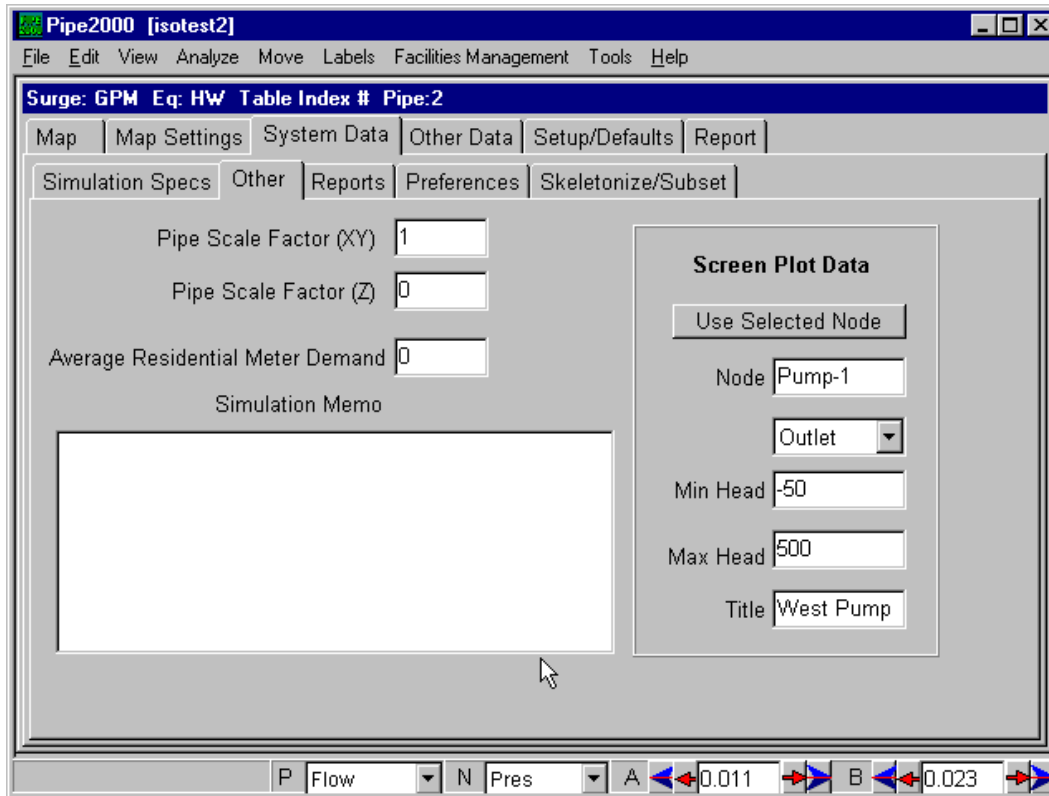 Pipe2000 [isotest2]
File Edit View Analyze Move Labels Facilities Management Tools Help
Surge: GPM Eq: HW Table Index # Pipe:2
Map Map Settings System Data Other Data Setup/Defaults Report
Simulation Specs Other Reports Preferences Skeletonize/Subset
Pipe Scale Factor (XY) 1
Pipe Scale Factor (Z) 0
Average Residential Meter Demand 0
Simulation Memo
Screen Plot Data
Use Selected Node
Node Pump-1
Outlet
Min Head -50
Max Head 500
Title West Pump
P Flow N Pres A 0.011 B 0.023